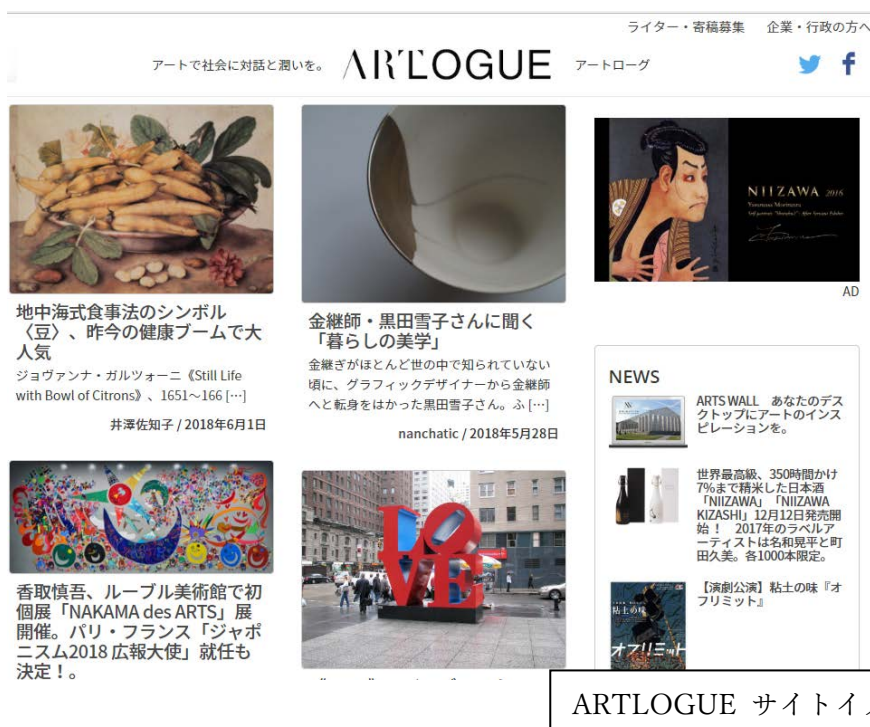 ライター・寄稿募集 企業・行政の方へ
アートで社会に対話と潤いを。 ARTLOGUE アートローグ
地中海式食事法のシンボル
〈豆〉、昨今の健康ブームで大
人気
ジョヴァンナ・ガルツォーニ《Still Life
with Bowl of Citrons》、1651～166 […]
井澤佐知子 / 2018年6月1日
香取慎吾、ルーブル美術館で初
個展「NAKAMA des ARTS」展
開催。パリ・フランス「ジャポ
ニスム2018 広報大使」就任も
決定！。
金継師・黒田雪子さんに聞く
「暮らしの美学」
金継ぎがほとんど世の中で知られていない
頃に、グラフィックデザイナーから金継師
へと転身をはかった黒田雪子さん。ふ […]
nanchatic / 2018年5月28日
LOVE
NIIZAWA 2016
Yasumasa Morimura
AD
NEWS
ARTS WALL あなたのデス
クトップにアートのインス
ピレーションを。
世界最高級、350時間かけ
7%まで精米した日本酒
「NIIZAWA」「NIIZAWA
KIZASHI」12月12日発売開
始！ 2017年のラベルア
ーティストは名和晃平と町
田久美。各1000本限定。
【演劇公演】粘土の味『オ
フリミット』
粘土の味
オフリミット
ARTLOGUE サイトイ